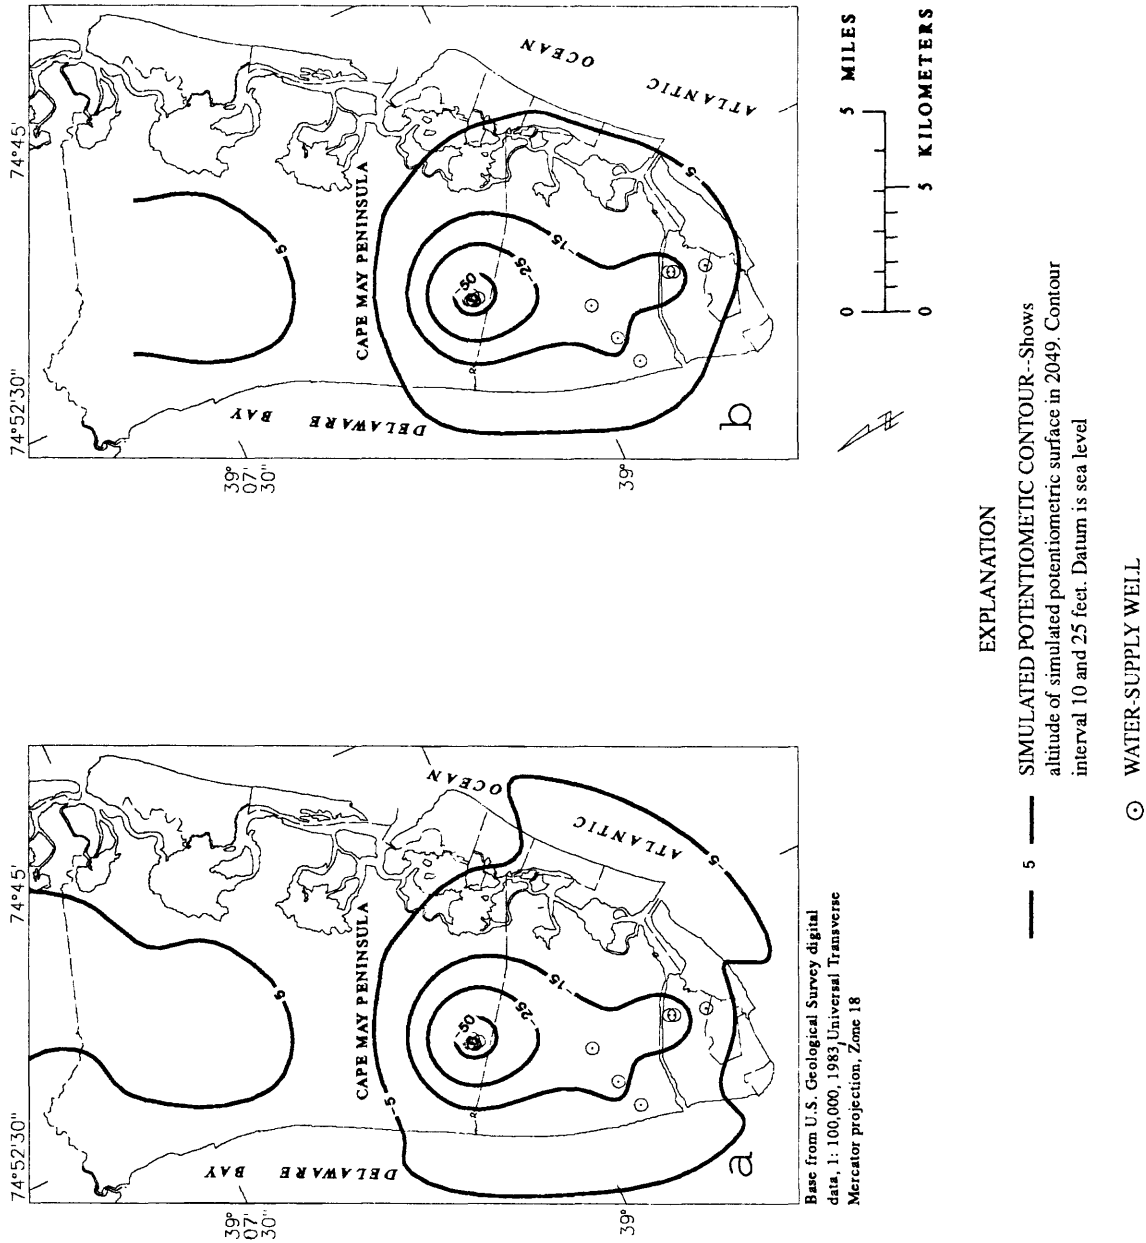 74°52'30"
74°45'
39°
07'
30"
39°
DELAWARE BAY
CAPE MAY PENINSULA
ATLANTIC OCEAN
5
-5
-15
-25
-50
5
a
Base from U.S. Geological Survey digital
data, 1: 100,000, 1983, Universal Transverse
Mercator projection, Zone 18
74°52'30"
74°45'
39°
07'
30"
39°
DELAWARE BAY
CAPE MAY PENINSULA
ATLANTIC OCEAN
5
-15
-25
-50
5
b
N
0 5 MILES
0 5 KILOMETERS
EXPLANATION
5 SIMULATED POTENTIOMETIC CONTOUR--Shows
altitude of simulated potentiometric surface in 2049. Contour
interval 10 and 25 feet. Datum is sea level
WATER-SUPPLY WELL